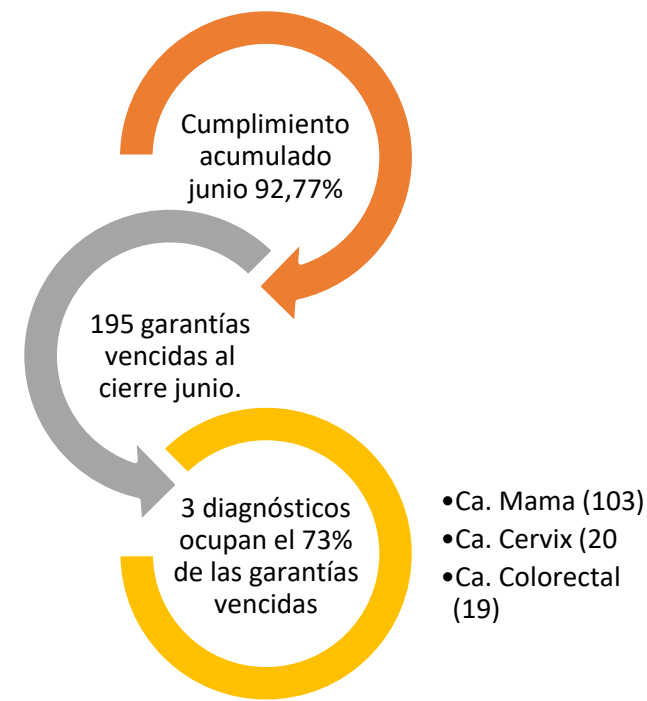 Cumplimiento
acumulado
junio 92,77%
195 garantías
vencidas al
cierre junio.
3 diagnósticos
ocupan el 73%
de las garantías
vencidas
•Ca. Mama (103)
•Ca. Cervix (20
•Ca. Colorectal
(19)